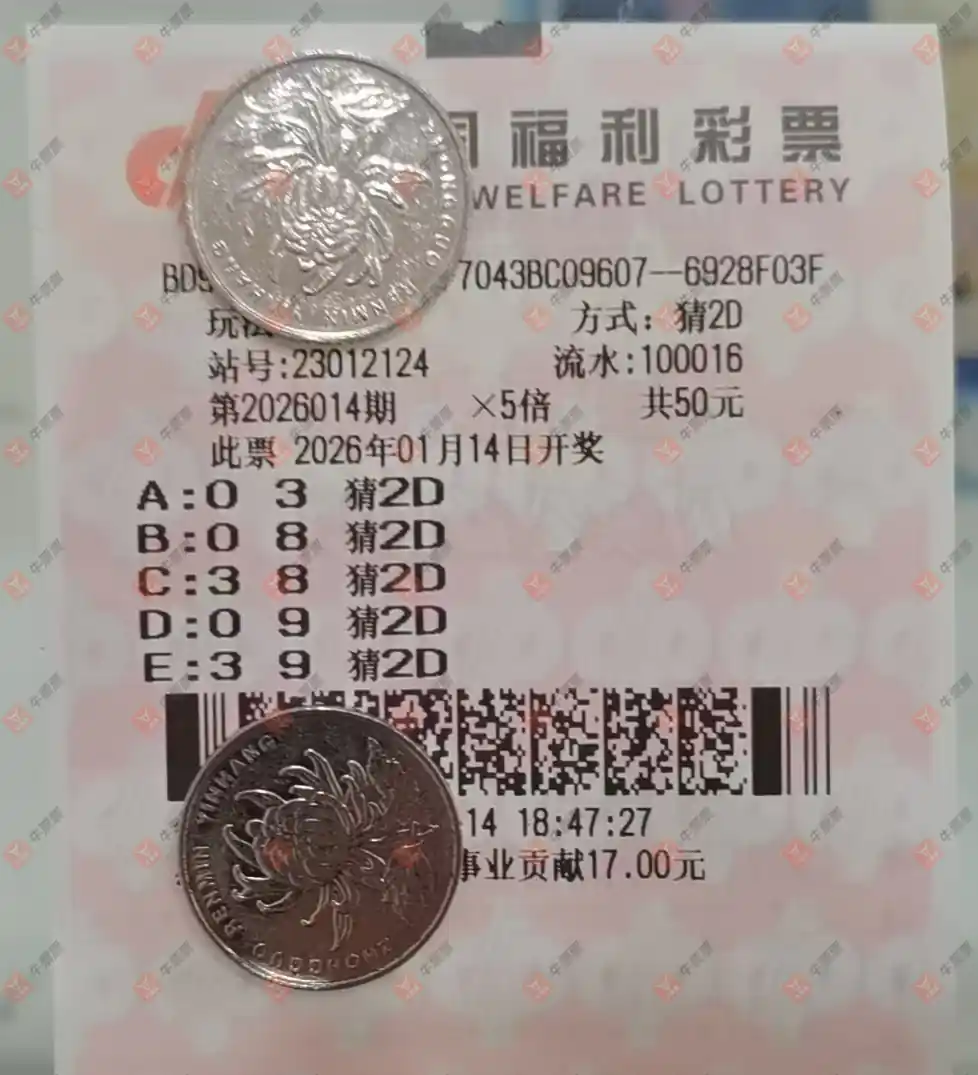 福利彩票
WELFARE LOTTERY
7043BC09607--6928F03F
玩法 方式：猜2D
站号:23012124 流水:100016
第2026014期 ×5倍 共50元
此票 2026年01月14日开奖
A:0 3 猜2D
B:0 8 猜2D
C:3 8 猜2D
D:0 9 猜2D
E:3 9 猜2D
14 18:47:27
事业贡献17.00元